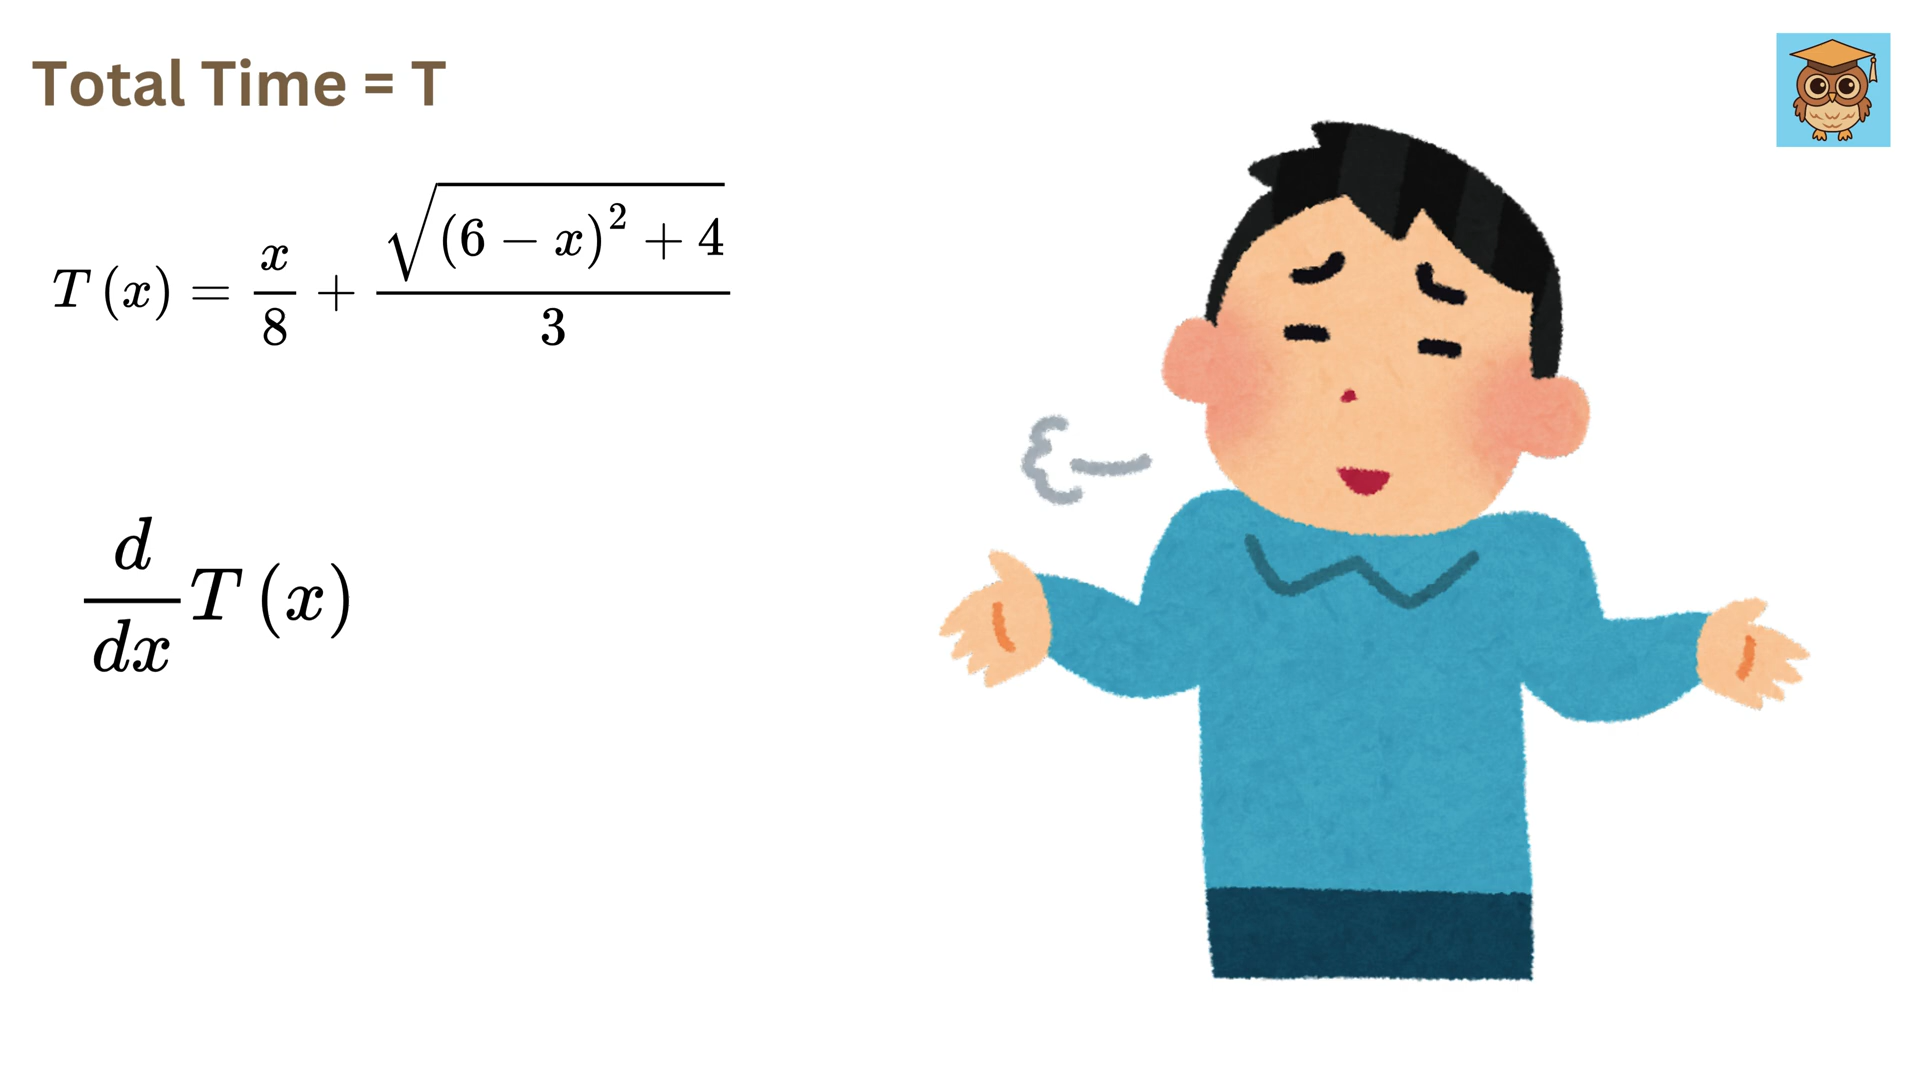 Total Time = T
T(x) = x/8 + √((6 − x)² + 4)/3
d/dx T(x)